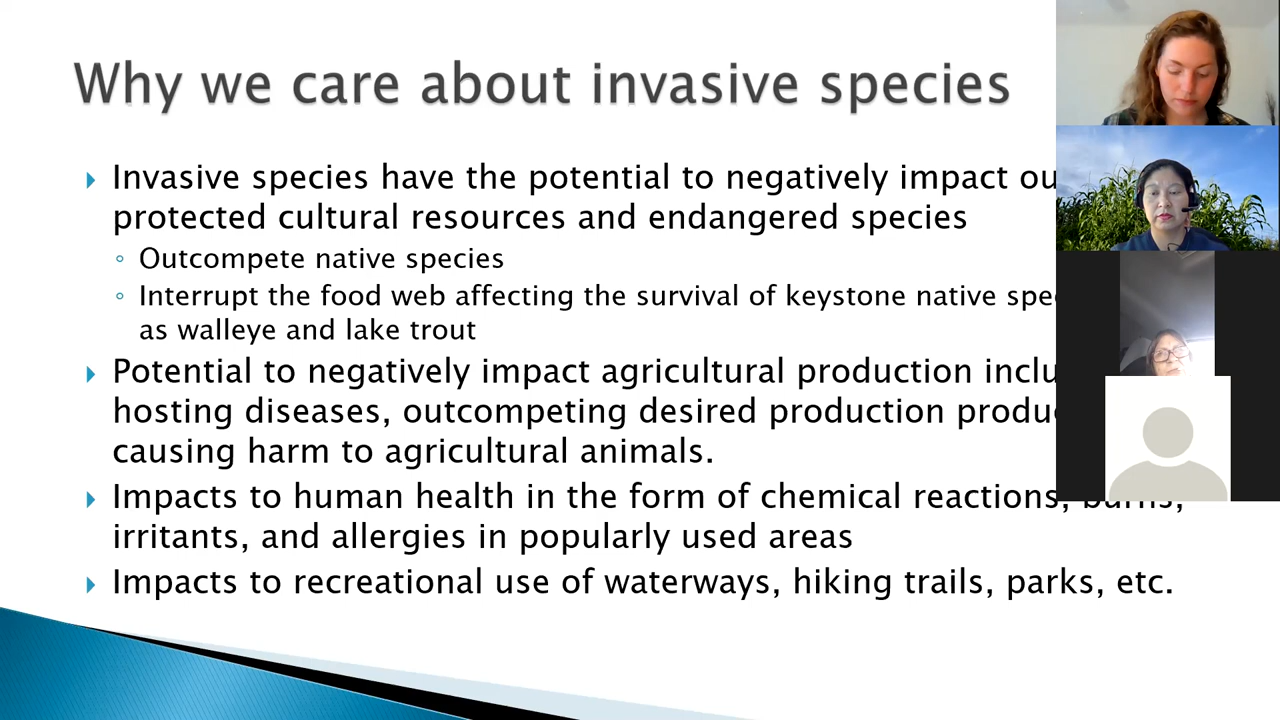 Why we care about invasive species
Invasive species have the potential to negatively impact
protected cultural resources and endangered species
Outcompete native species
Interrupt the food web affecting the survival of keystone native
as walleye and lake trout
Potential to negatively impact agricultural production
hosting diseases, outcompeting desired production
causing harm to agricultural animals.
Impacts to human health in the form of chemical reactions, burns,
irritants, and allergies in popularly used areas
Impacts to recreational use of waterways, hiking trails, parks, etc.